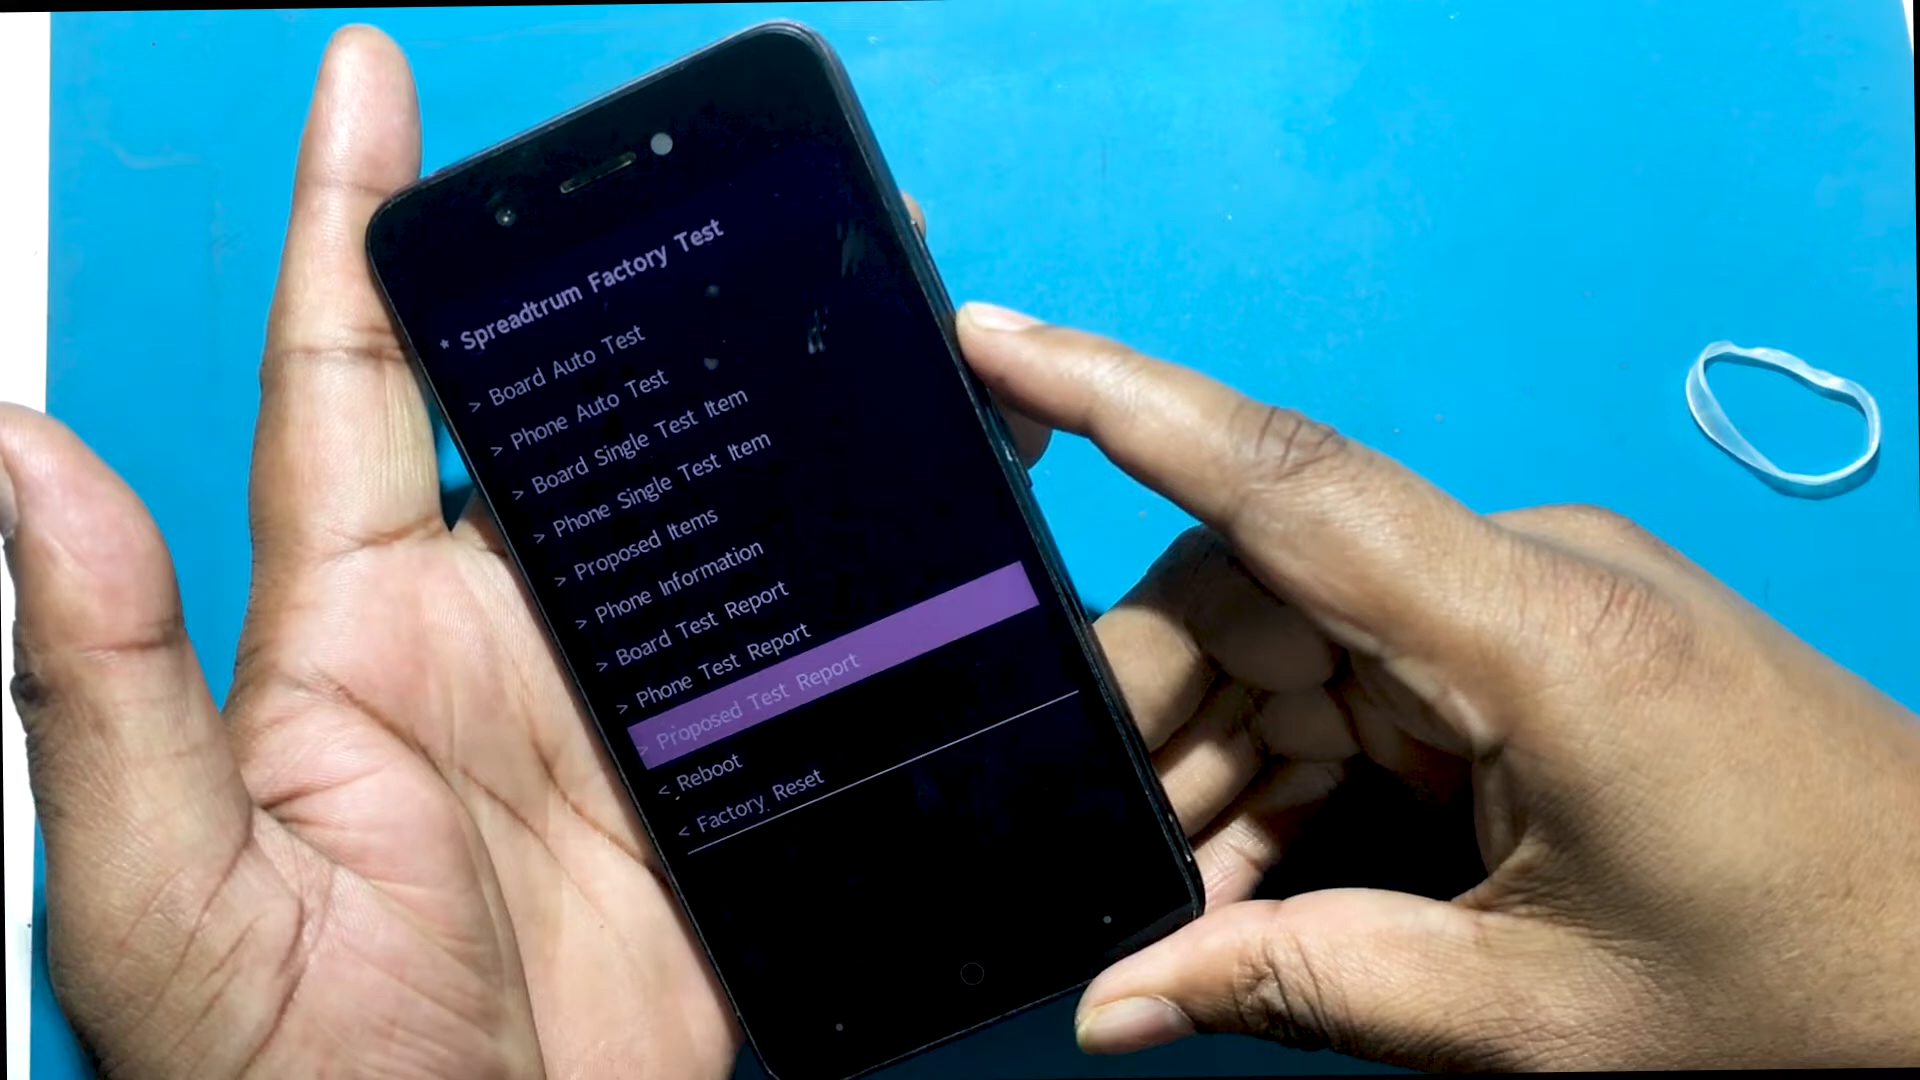 * Spreadtrum Factory Test
> Board Auto Test
> Phone Auto Test
> Board Single Test Item
> Phone Single Test Item
> Proposed Items
> Phone Information
> Board Test Report
> Phone Test Report
> Proposed Test Report
< Reboot
< Factory Reset